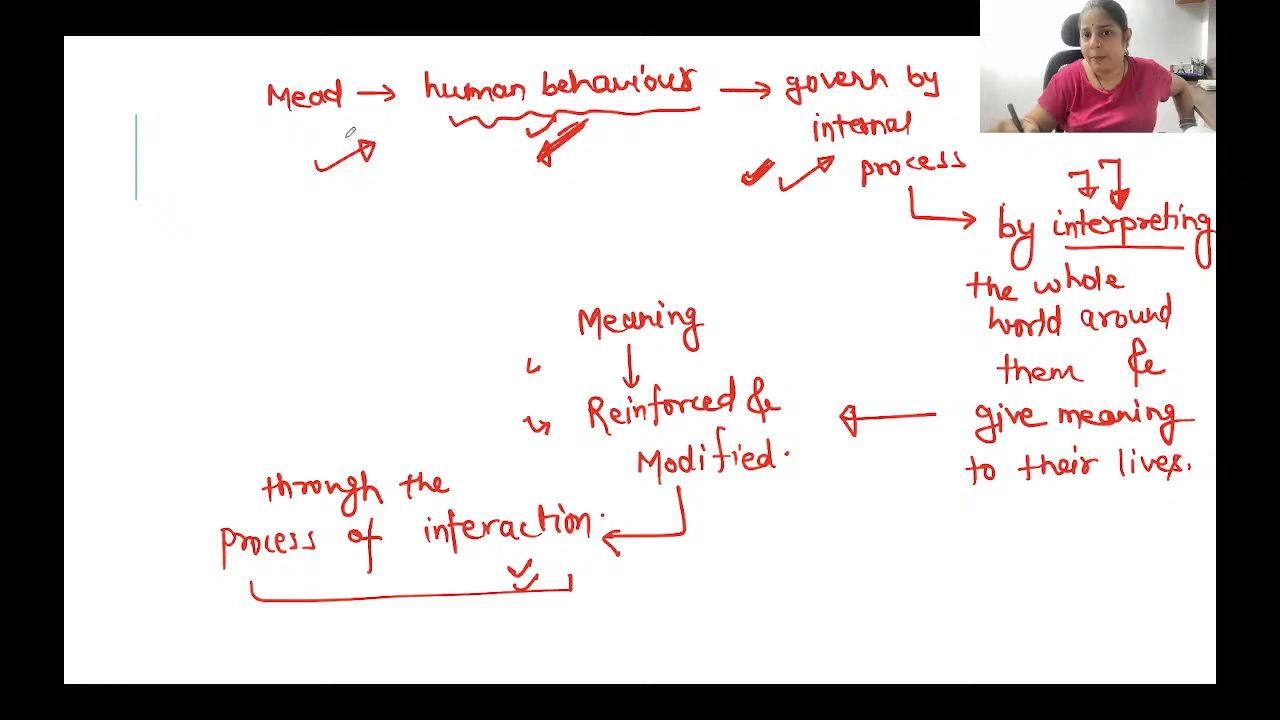 Mead → human behaviour → govern by
internal
process
by interpreting
the whole
world around
them &
give meaning
to their lives.
Meaning
Reinforced &
Modified.
through the
process of interaction.